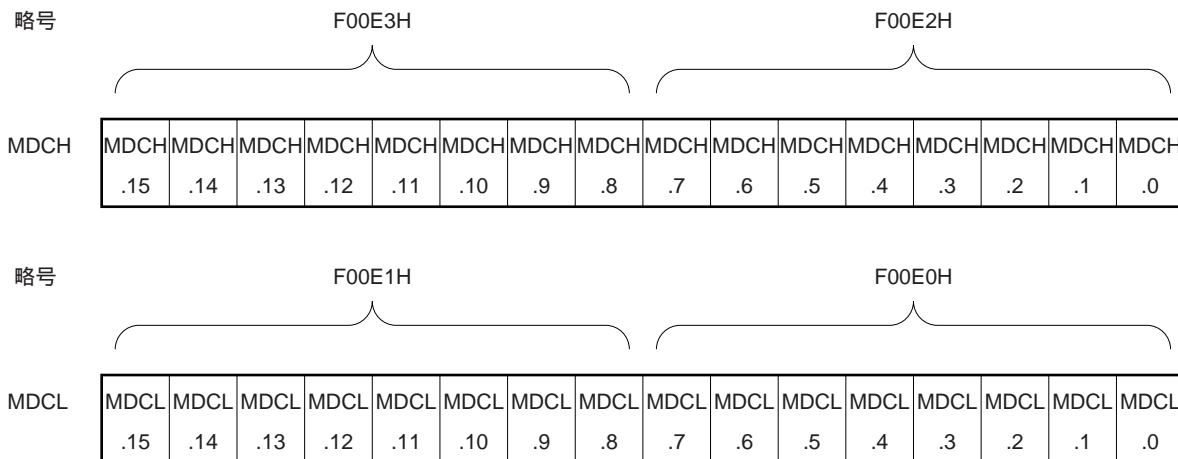 略号 F00E3H F00E2H
MDCH MDCH MDCH MDCH MDCH MDCH MDCH MDCH MDCH MDCH MDCH MDCH MDCH MDCH MDCH MDCH MDCH
.15 .14 .13 .12 .11 .10 .9 .8 .7 .6 .5 .4 .3 .2 .1 .0
略号 F00E1H F00E0H
MDCL MDCL MDCL MDCL MDCL MDCL MDCL MDCL MDCL MDCL MDCL MDCL MDCL MDCL MDCL MDCL MDCL
.15 .14 .13 .12 .11 .10 .9 .8 .7 .6 .5 .4 .3 .2 .1 .0